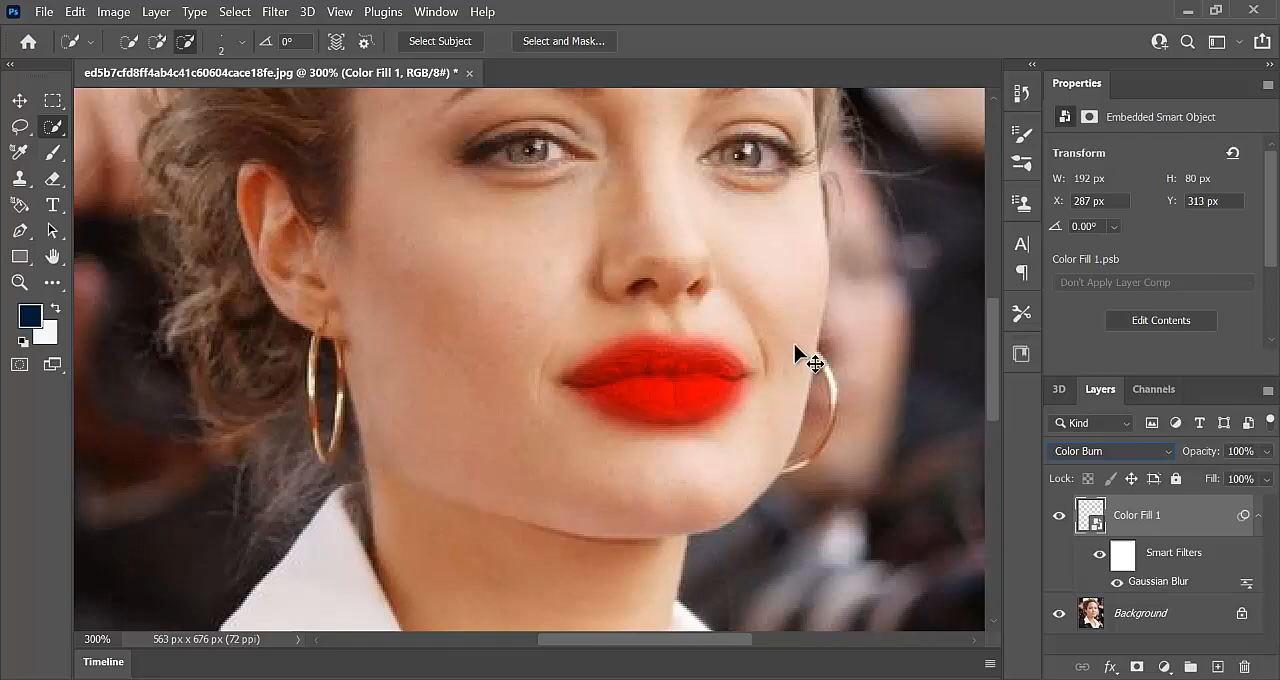 Ps File Edit Image Layer Type Select Filter 3D View Plugins Window Help
2 0° Select Subject Select and Mask...
ed5b7cfd8ff4ab4c41c60604cace18fe.jpg @ 300% (Color Fill 1, RGB/8#) *
Properties
Embedded Smart Object
Transform
W: 192 px H: 80 px
X: 287 px Y: 313 px
0.00°
Color Fill 1.psb
Don't Apply Layer Comp
Edit Contents
3D Layers Channels
Kind
Color Burn Opacity: 100%
Lock: Fill: 100%
Color Fill 1
Smart Filters
Gaussian Blur
Background
300% 563 px x 676 px (72 ppi)
Timeline